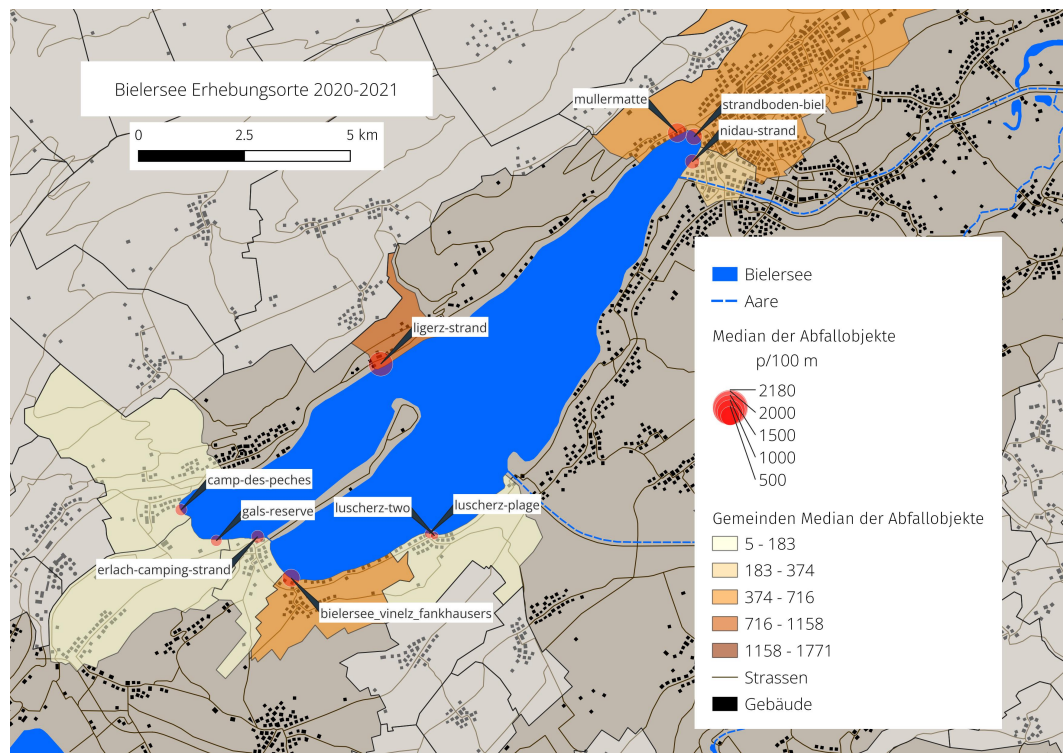 Bielersee Erhebungsorte 2020-2021
0 2.5 5 km
mullermatte
strandboden-biel
nidau-strand
ligerz-strand
camp-des-peches
gals-reserve
luscherz-two
luscherz-plage
erlach-camping-strand
bielersee_vinelz_fankhausers
Bielersee
Aare
Median der Abfallobjekte
p/100 m
2180
2000
1500
1000
500
Gemeinden Median der Abfallobjekte
5 - 183
183 - 374
374 - 716
716 - 1158
1158 - 1771
Strassen
Gebäude